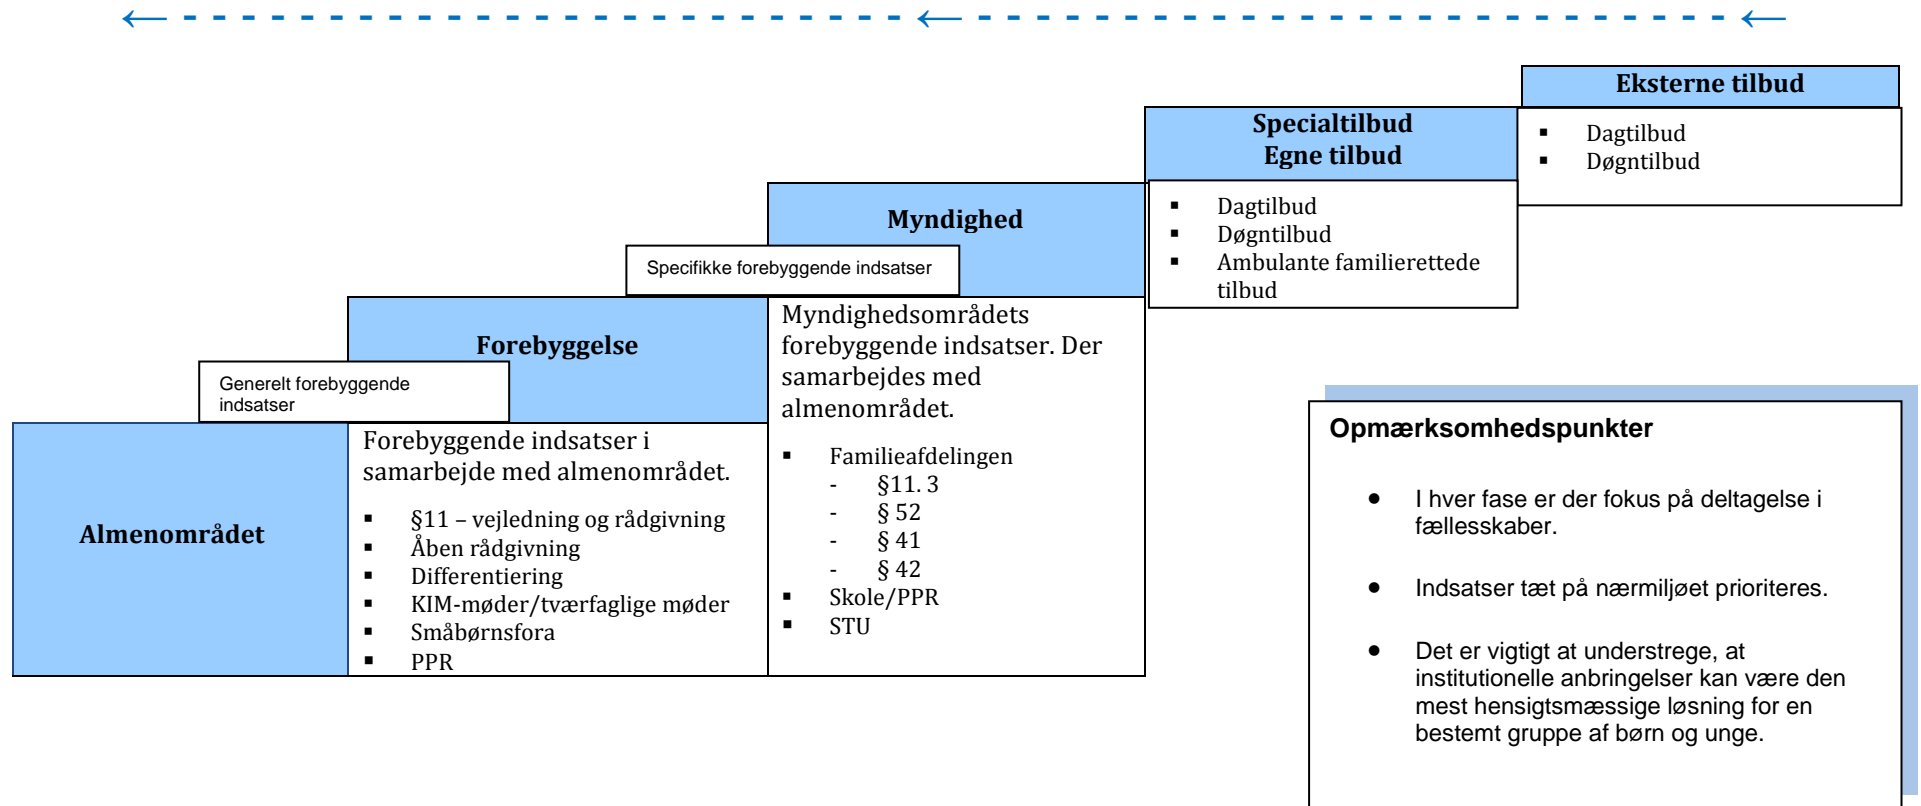 Eksterne tilbud
▪ Dagtilbud
▪ Døgntilbud
Specialtilbud
Egne tilbud
▪ Dagtilbud
▪ Døgntilbud
▪ Ambulante familierettede
tilbud
Myndighed
Specifikke forebyggende indsatser
Myndighedsområdets
forebyggende indsatser. Der
samarbejdes med
almenområdet.
▪ Familieafdelingen
- §11. 3
- § 52
- § 41
- § 42
▪ Skole/PPR
▪ STU
Forebyggelse
Generelt forebyggende
indsatser
Forebyggende indsatser i
samarbejde med almenområdet.
▪ §11 – vejledning og rådgivning
▪ Åben rådgivning
▪ Differentiering
▪ KIM-møder/tværfaglige møder
▪ Småbørnsfora
▪ PPR
Almenområdet
Opmærksomhedspunkter
● I hver fase er der fokus på deltagelse i
fællesskaber.
● Indsatser tæt på nærmiljøet prioriteres.
● Det er vigtigt at understrege, at
institutionelle anbringelser kan være den
mest hensigtsmæssige løsning for en
bestemt gruppe af børn og unge.